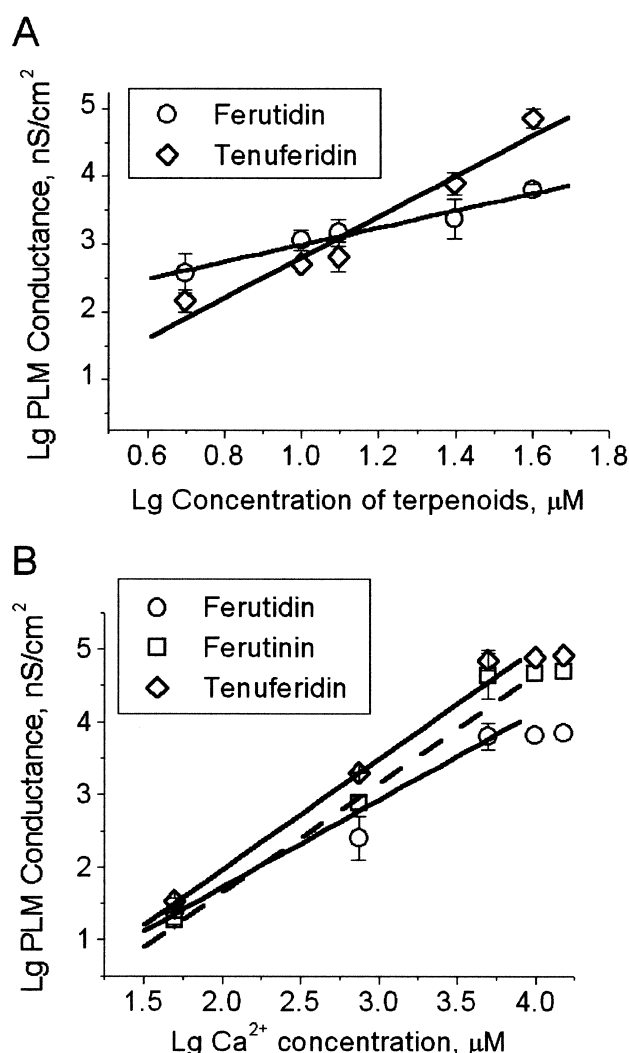 A
Lg PLM Conductance, nS/cm²
Ferutidin
Tenuferidin
5
4
3
2
1
0.6 0.8 1.0 1.2 1.4 1.6 1.8
Lg Concentration of terpenoids, µM
B
Lg PLM Conductance, nS/cm²
Ferutidin
Ferutinin
Tenuferidin
5
4
3
2
1
1.5 2.0 2.5 3.0 3.5 4.0
Lg Ca²⁺ concentration, µM